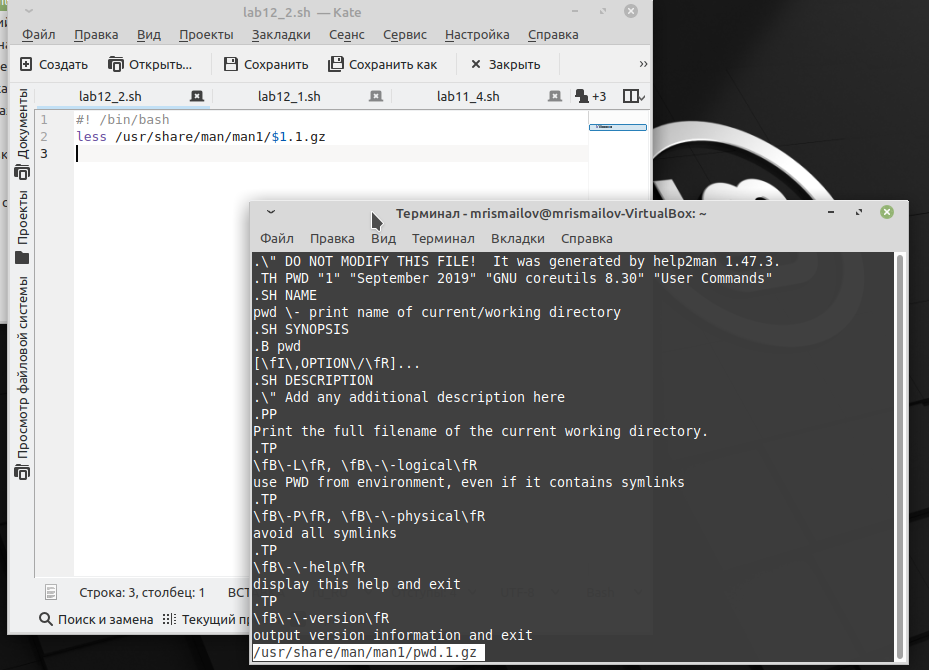 lab12_2.sh — Kate
Файл Правка Вид Проекты Закладки Сеанс Сервис Настройка Справка
Создать Открыть... Сохранить Сохранить как Закрыть »
lab12_2.sh lab12_1.sh lab11_4.sh +3
Документы
Проекты
Просмотр файловой системы
1 #! /bin/bash
2 less /usr/share/man/man1/$1.1.gz
3
Строка: 3, столбец: 1 ВСТ
Поиск и замена Текущий пр
Терминал - mrismailov@mrismailov-VirtualBox: ~
Файл Правка Вид Терминал Вкладки Справка
.\" DO NOT MODIFY THIS FILE!  It was generated by help2man 1.47.3.
.TH PWD "1" "September 2019" "GNU coreutils 8.30" "User Commands"
.SH NAME
pwd \- print name of current/working directory
.SH SYNOPSIS
.B pwd
[\fI\,OPTION\/\fR]...
.SH DESCRIPTION
.\" Add any additional description here
.PP
Print the full filename of the current working directory.
.TP
\fB\-L\fR, \fB\-\-logical\fR
use PWD from environment, even if it contains symlinks
.TP
\fB\-P\fR, \fB\-\-physical\fR
avoid all symlinks
.TP
\fB\-\-help\fR
display this help and exit
.TP
\fB\-\-version\fR
output version information and exit
/usr/share/man/man1/pwd.1.gz